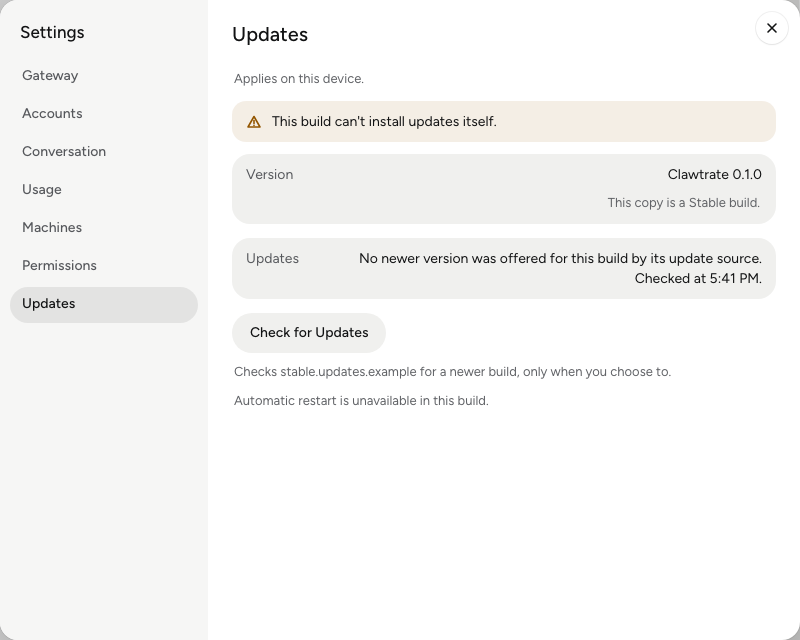 Settings
Gateway
Accounts
Conversation
Usage
Machines
Permissions
Updates
Updates
Applies on this device.
This build can't install updates itself.
Version
Clawtrate 0.1.0
This copy is a Stable build.
Updates
No newer version was offered for this build by its update source.
Checked at 5:41 PM.
Check for Updates
Checks stable.updates.example for a newer build, only when you choose to.
Automatic restart is unavailable in this build.